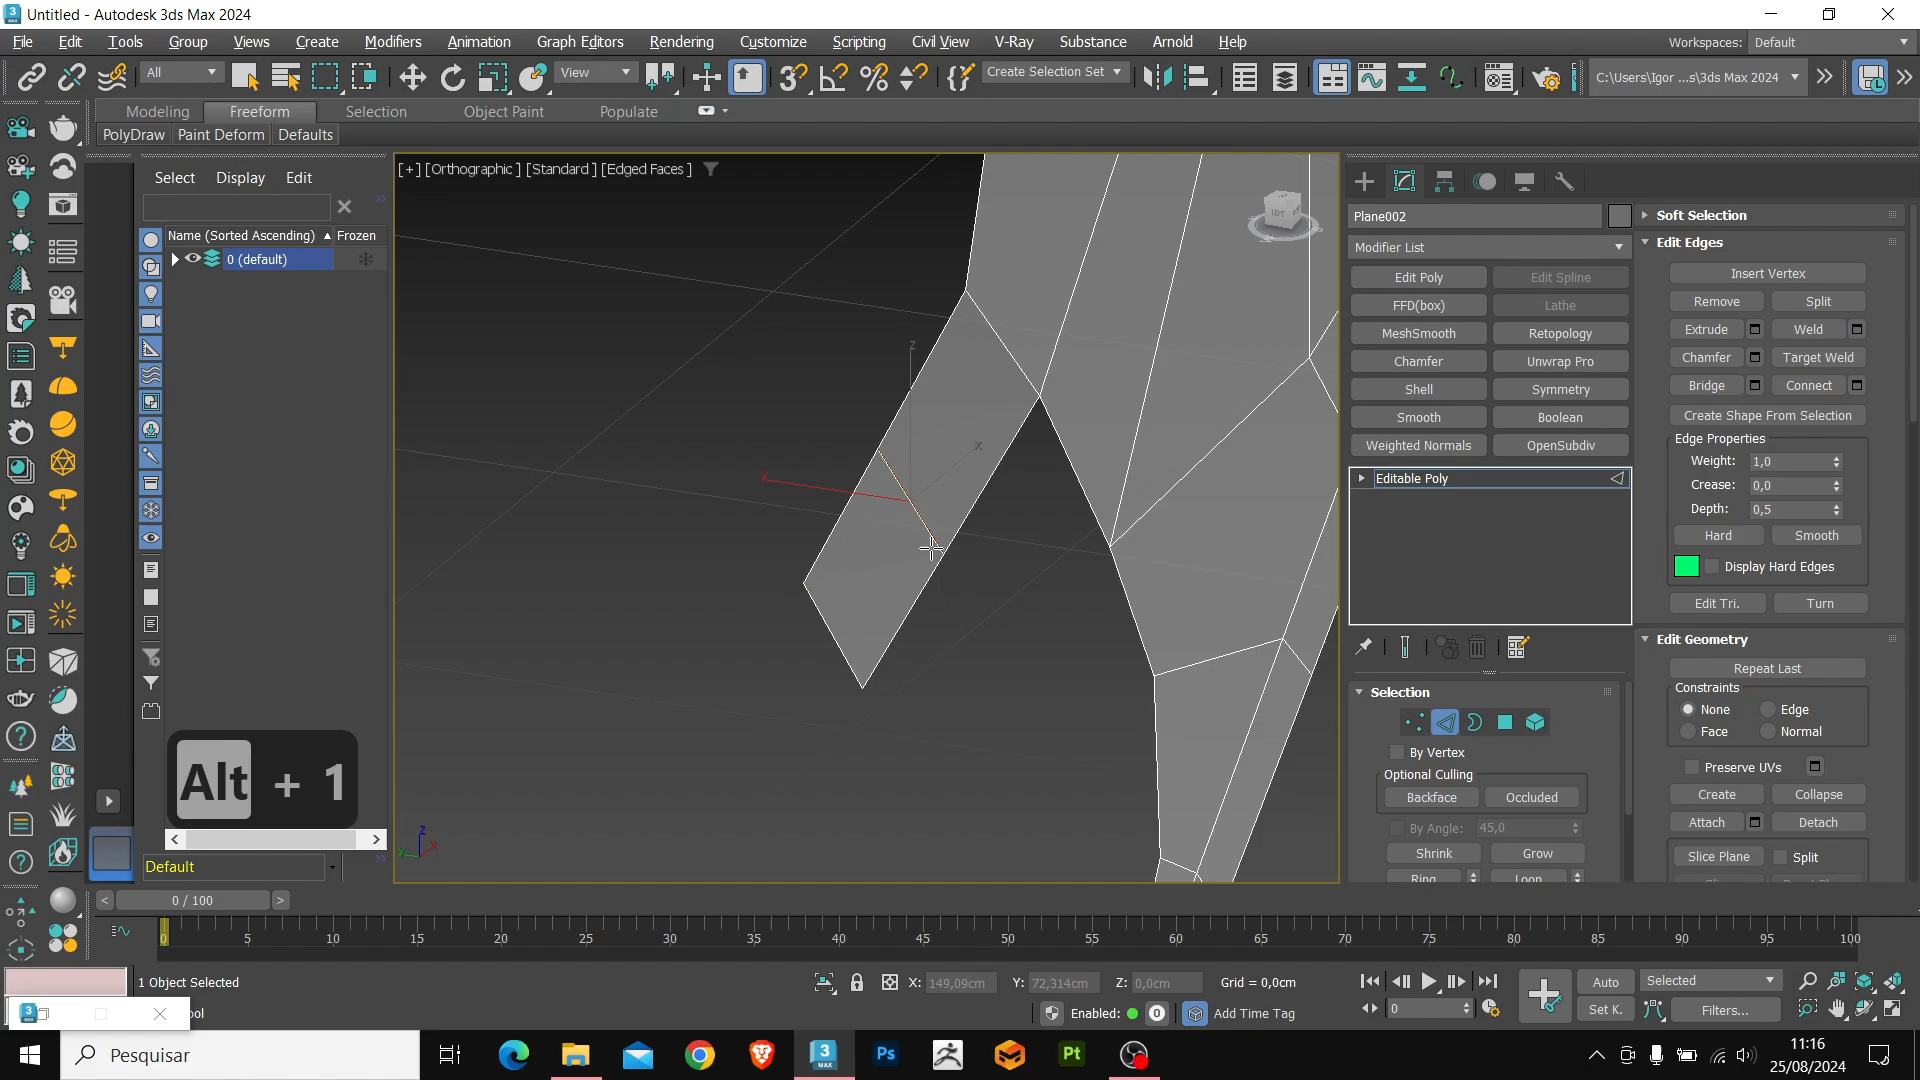 Untitled - Autodesk 3ds Max 2024
File Edit Tools Group Views Create Modifiers Animation Graph Editors Rendering Customize Scripting Civil View V-Ray Substance Arnold Help
Workspaces: Default
All
View
Create Selection Set
C:\Users\Igor ...s\3ds Max 2024
Modeling Freeform Selection Object Paint Populate
PolyDraw Paint Deform Defaults
Select Display Edit
Name (Sorted Ascending) Frozen
0 (default)
Alt + 1
Default
[+] [Orthographic ] [Standard ] [Edged Faces ]
LEFT
z
x
y
z
x
y
Plane002
Modifier List
Edit Poly Edit Spline
FFD(box) Lathe
MeshSmooth Retopology
Chamfer Unwrap Pro
Shell Symmetry
Smooth Boolean
Weighted Normals OpenSubdiv
Editable Poly
Selection
By Vertex
Optional Culling
Backface Occluded
By Angle: 45,0
Shrink Grow
Ring Loop
Soft Selection
Edit Edges
Insert Vertex
Remove Split
Extrude Weld
Chamfer Target Weld
Bridge Connect
Create Shape From Selection
Edge Properties
Weight: 1,0
Crease: 0,0
Depth: 0,5
Hard Smooth
Display Hard Edges
Edit Tri. Turn
Edit Geometry
Repeat Last
Constraints
None Edge
Face Normal
Preserve UVs
Create Collapse
Attach Detach
Slice Plane Split
< 0 / 100 >
0 5 10 15 20 25 30 35 40 45 50 55 60 65 70 75 80 85 90 95 100
1 Object Selected
X: 149,09cm Y: 72,314cm Z: 0,0cm Grid = 0,0cm
Auto Selected
ool
Enabled: 0 Add Time Tag
0
Set K. Filters...
Pesquisar
3 MAX
Ps
Pt
11:16
25/08/2024